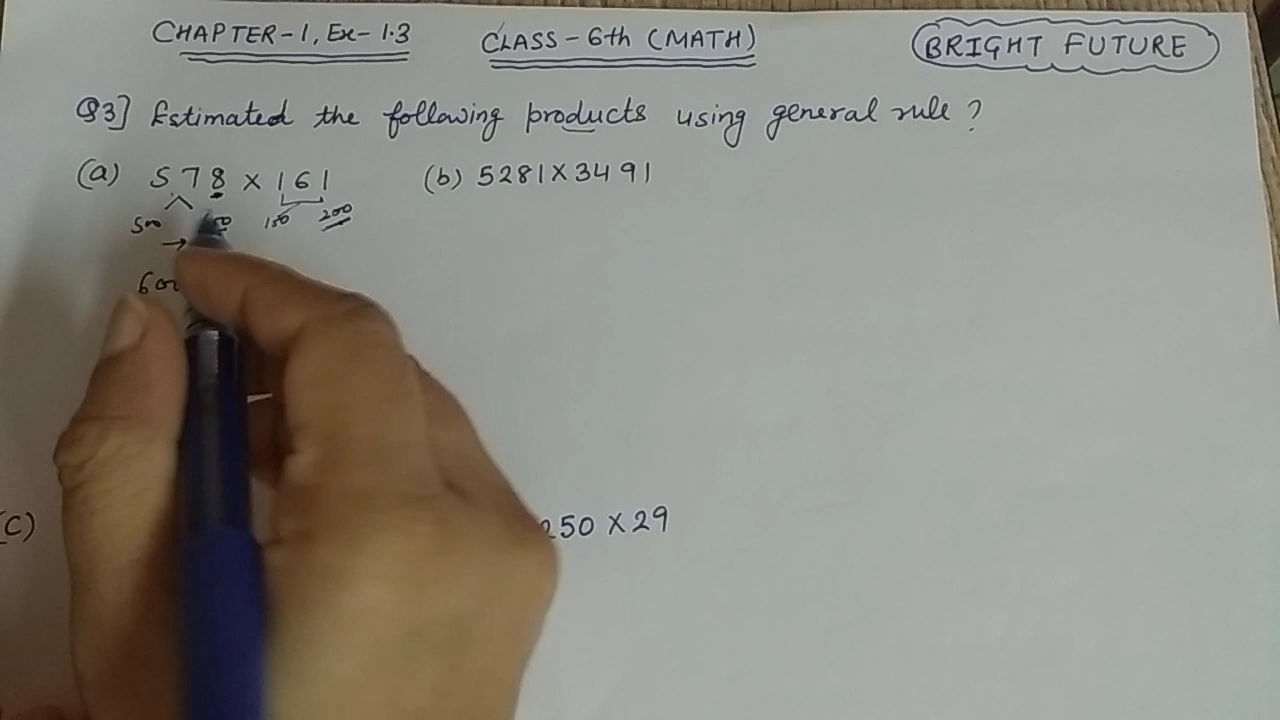 CHAPTER-1, Ex-1.3 CLASS-6th (MATH) BRIGHT FUTURE
Q3] Estimated the following products using general rule ?
(a) 578 × 161 (b) 5281 × 3491
500 150 200
→
600
(C) 250 × 29